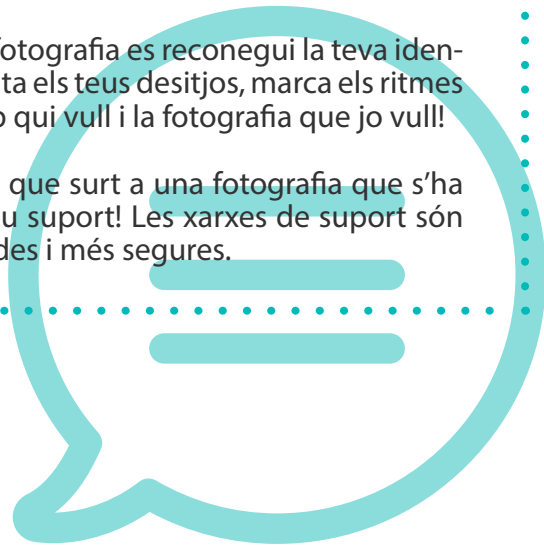 fotografia es reconegui la teva iden-
ta els teus desitjos, marca els ritmes
qui vull i la fotografia que jo vull!
que surt a una fotografia que s’ha
u suport! Les xarxes de suport són
des i més segures.